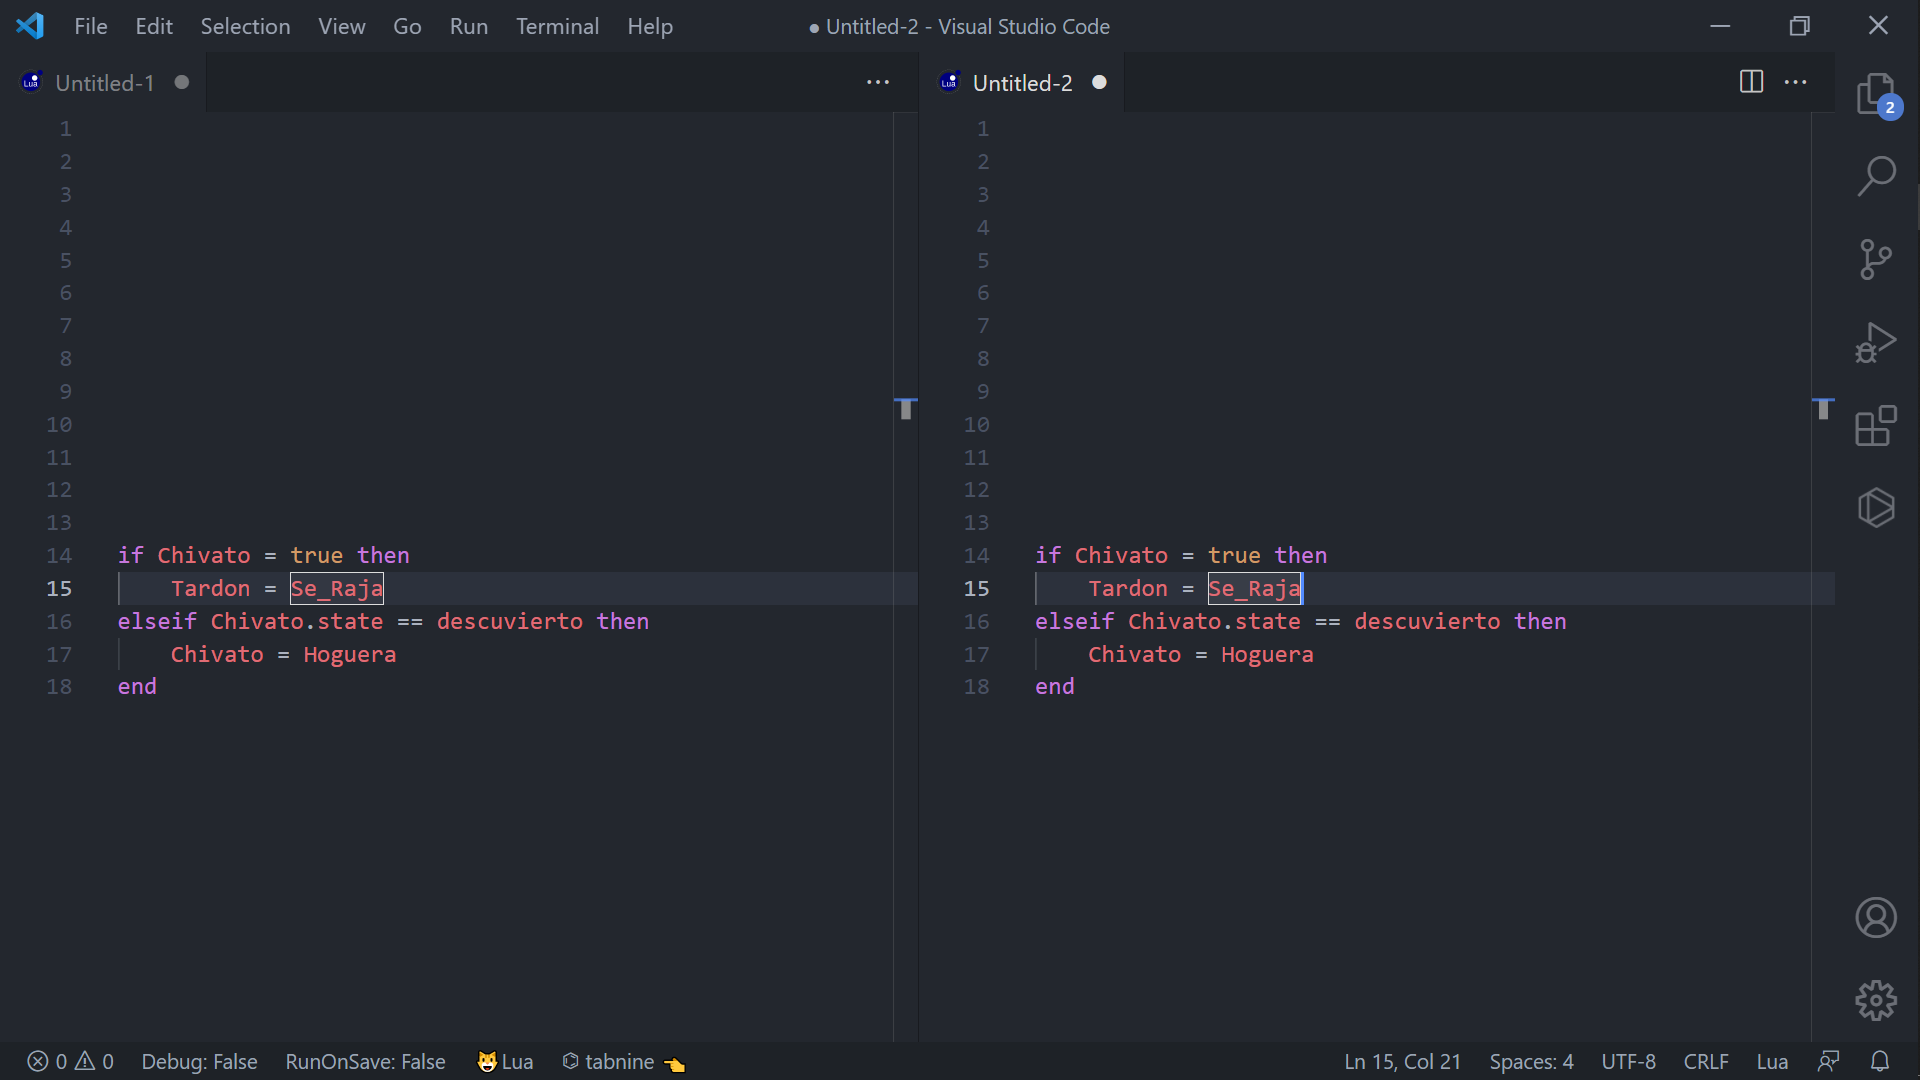 File Edit Selection View Go Run Terminal Help
● Untitled-2 - Visual Studio Code
Lua Untitled-1
1
2
3
4
5
6
7
8
9
10
11
12
13
14 if Chivato = true then
15 Tardon = Se_Raja
16 elseif Chivato.state == descuvierto then
17 Chivato = Hoguera
18 end
Lua Untitled-2
1
2
3
4
5
6
7
8
9
10
11
12
13
14 if Chivato = true then
15 Tardon = Se_Raja
16 elseif Chivato.state == descuvierto then
17 Chivato = Hoguera
18 end
2
0 0 Debug: False RunOnSave: False 😺Lua tabnine 👈
Ln 15, Col 21 Spaces: 4 UTF-8 CRLF Lua